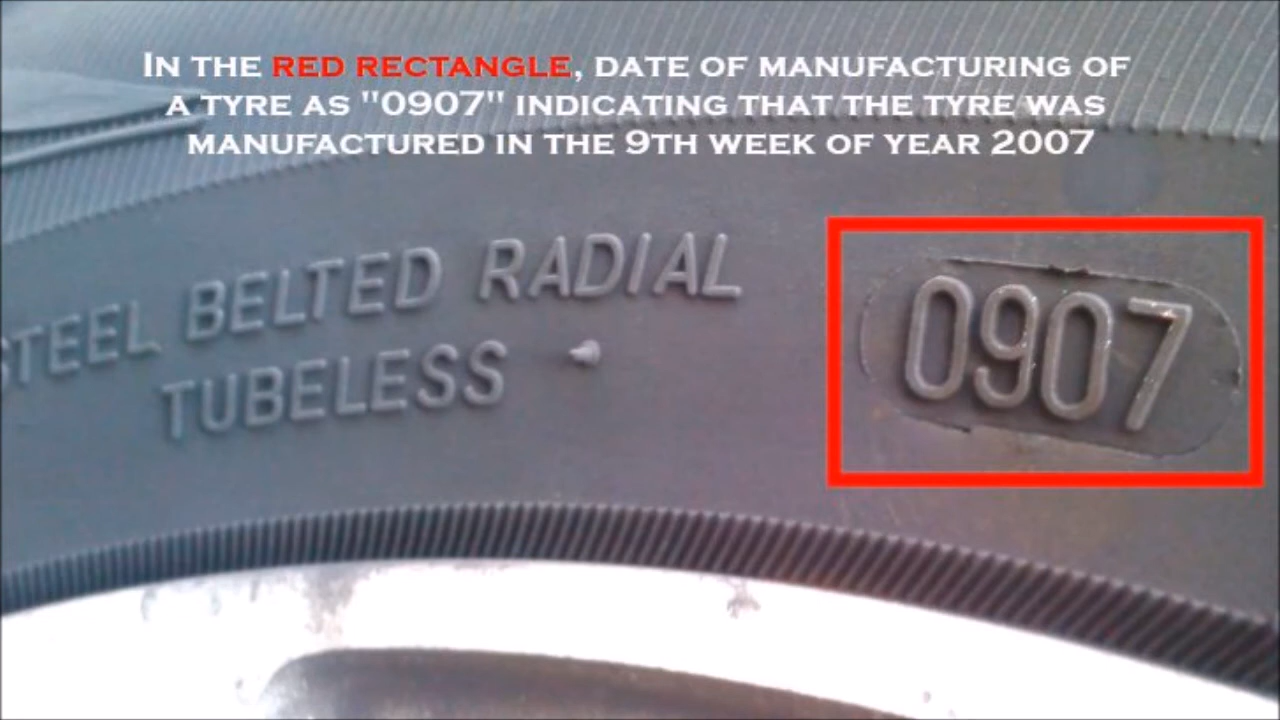 IN THE RED RECTANGLE, DATE OF MANUFACTURING OF
A TYRE AS "0907" INDICATING THAT THE TYRE WAS
MANUFACTURED IN THE 9TH WEEK OF YEAR 2007
STEEL BELTED RADIAL
TUBELESS
0907